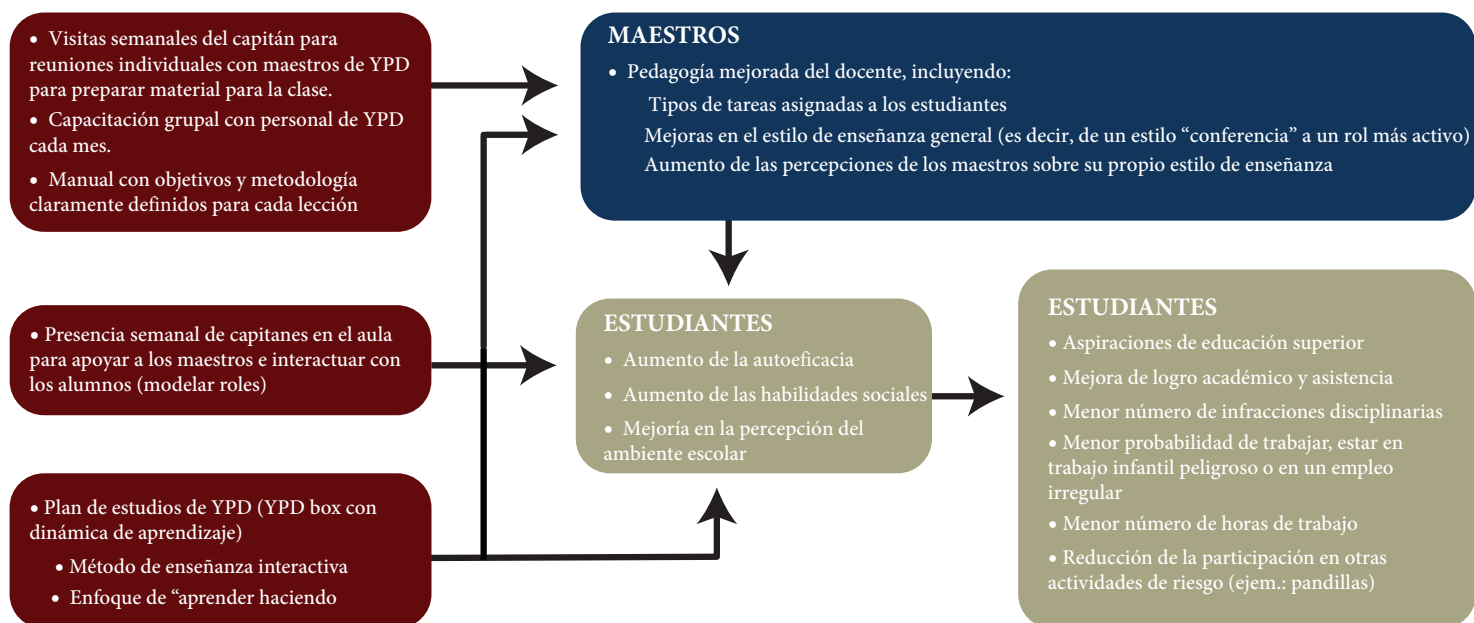 • Visitas semanales del capitán para
reuniones individuales con maestros de YPD
para preparar material para la clase.
• Capacitación grupal con personal de YPD
cada mes.
• Manual con objetivos y metodología
claramente definidos para cada lección
MAESTROS
• Pedagogía mejorada del docente, incluyendo:
Tipos de tareas asignadas a los estudiantes
Mejoras en el estilo de enseñanza general (es decir, de un estilo “conferencia” a un rol más activo)
Aumento de las percepciones de los maestros sobre su propio estilo de enseñanza
• Presencia semanal de capitanes en el aula
para apoyar a los maestros e interactuar con
los alumnos (modelar roles)
ESTUDIANTES
• Aumento de la autoeficacia
• Aumento de las habilidades sociales
• Mejoría en la percepción del
ambiente escolar
ESTUDIANTES
• Aspiraciones de educación superior
• Mejora de logro académico y asistencia
• Menor número de infracciones disciplinarias
• Menor probabilidad de trabajar, estar en
trabajo infantil peligroso o en un empleo
irregular
• Menor número de horas de trabajo
• Reducción de la participación en otras
actividades de riesgo (ejem.: pandillas)
• Plan de estudios de YPD (YPD box con
dinámica de aprendizaje)
• Método de enseñanza interactiva
• Enfoque de “aprender haciendo